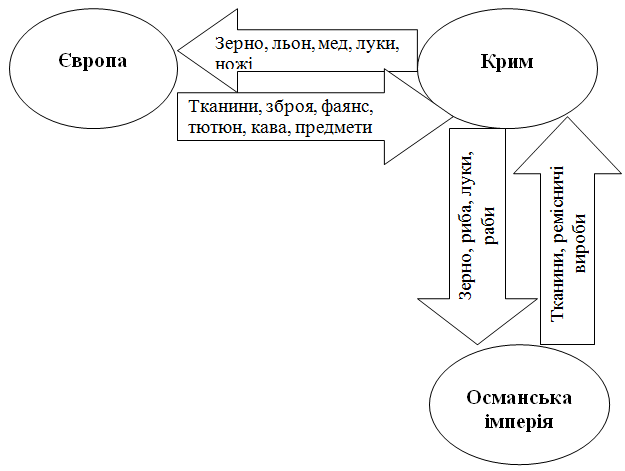 Європа
Зерно, льон, мед, луки,
ножі
Крим
Тканини, зброя, фаянс,
тютюн, кава, предмети
Зерно, риба, луки,
раби
Тканини, ремісничі
вироби
Османська
імперія